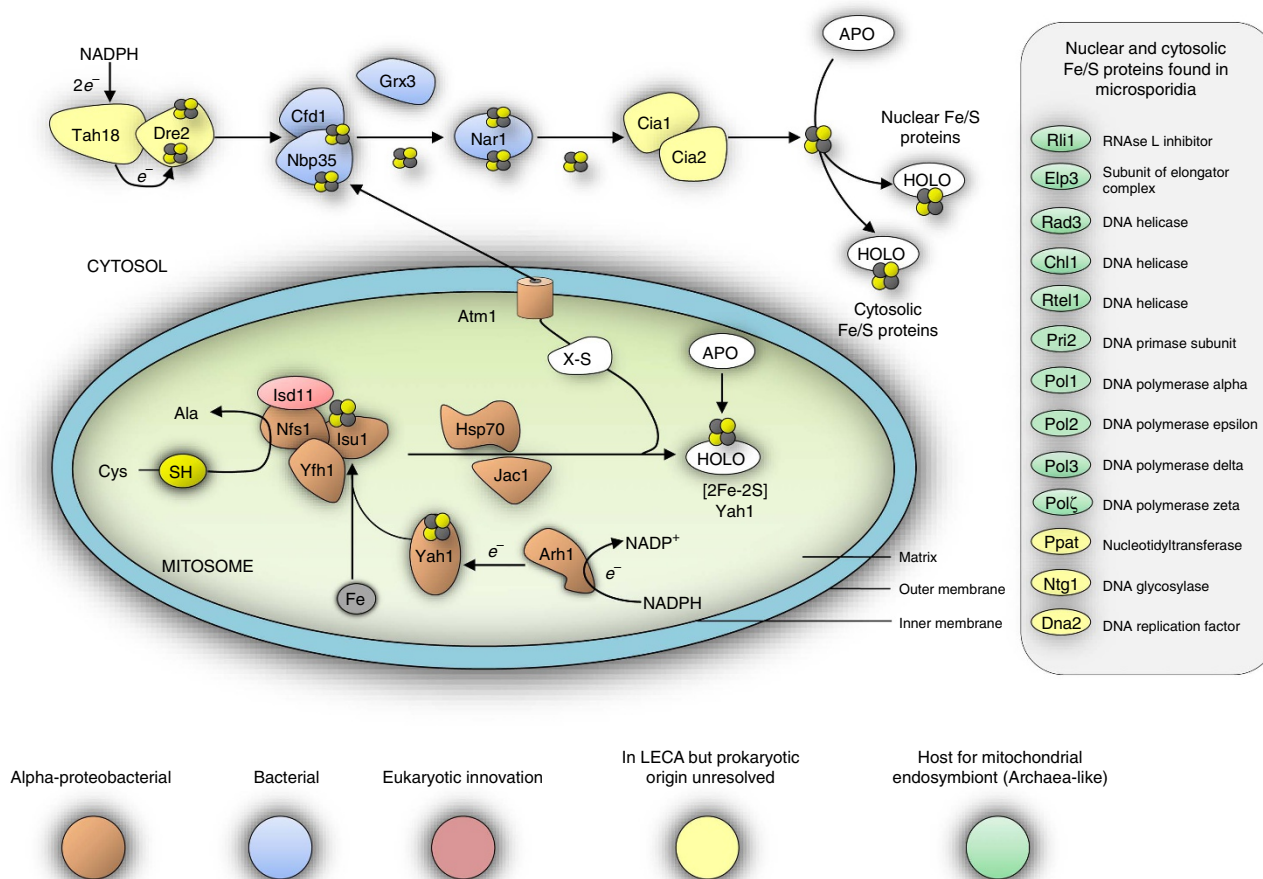 NADPH
2e⁻
Tah18
Dre2
e⁻
Cfd1
Nbp35
Grx3
Nar1
Cia1
Cia2
APO
Nuclear Fe/S
proteins
HOLO
HOLO
Cytosolic
Fe/S proteins
CYTOSOL
Atm1
X-S
APO
Isd11
Ala
Nfs1
Isu1
Hsp70
Cys
SH
Yfh1
Jac1
HOLO
[2Fe-2S]
Yah1
Yah1
e⁻
Arh1
NADP⁺
e⁻
MITOSOME
Fe
NADPH
Matrix
Outer membrane
Inner membrane
Nuclear and cytosolic
Fe/S proteins found in
microsporidia
Rli1 RNAse L inhibitor
Elp3 Subunit of elongator
complex
Rad3 DNA helicase
Chl1 DNA helicase
Rtel1 DNA helicase
Pri2 DNA primase subunit
Pol1 DNA polymerase alpha
Pol2 DNA polymerase epsilon
Pol3 DNA polymerase delta
Polζ DNA polymerase zeta
Ppat Nucleotidyltransferase
Ntg1 DNA glycosylase
Dna2 DNA replication factor
Alpha-proteobacterial
Bacterial
Eukaryotic innovation
In LECA but prokaryotic
origin unresolved
Host for mitochondrial
endosymbiont (Archaea-like)